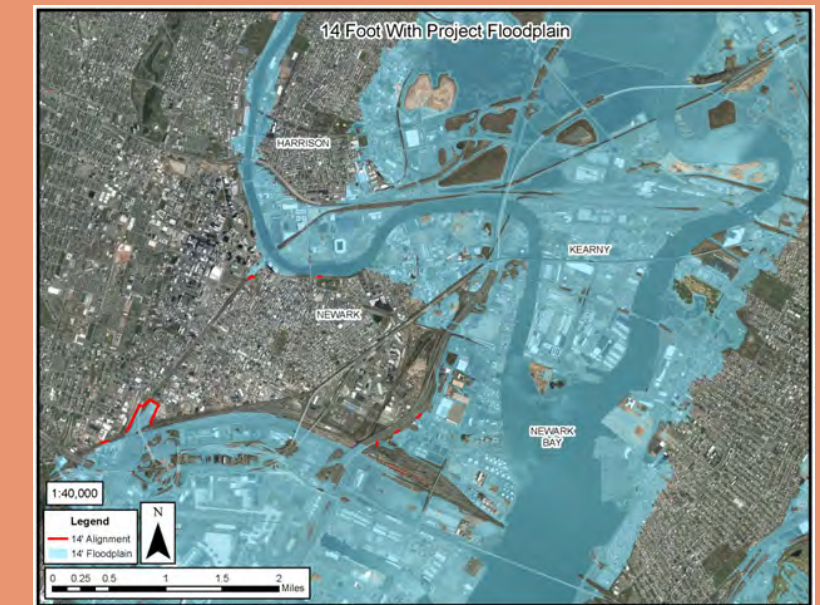 14 Foot With Project Floodplain
HARRISON
KEARNY
NEWARK
NEWARK
BAY
1:40,000
Legend
14' Alignment
14' Floodplain
N
0 0.25 0.5 1 1.5 2
Miles